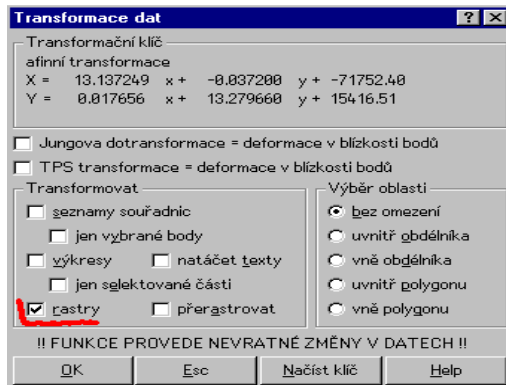 Transformace dat
Transformační klíč
afinní transformace
X = 13.137249 x + -0.037200 y + -71752.40
Y = 0.017656 x + 13.279660 y + 15416.51
Jungova dotransformace = deformace v blízkosti bodů
TPS transformace = deformace v blízkosti bodů
Transformovat
seznamy souřadnic
jen vybrané body
výkresy natáčet texty
jen selektované části
rastry přerastrovat
Výběr oblasti
bez omezení
uvnitř obdélníka
vně obdélníka
uvnitř polygonu
vně polygonu
!! FUNKCE PROVEDE NEVRATNÉ ZMĚNY V DATECH !!
OK Esc Načíst klíč Help